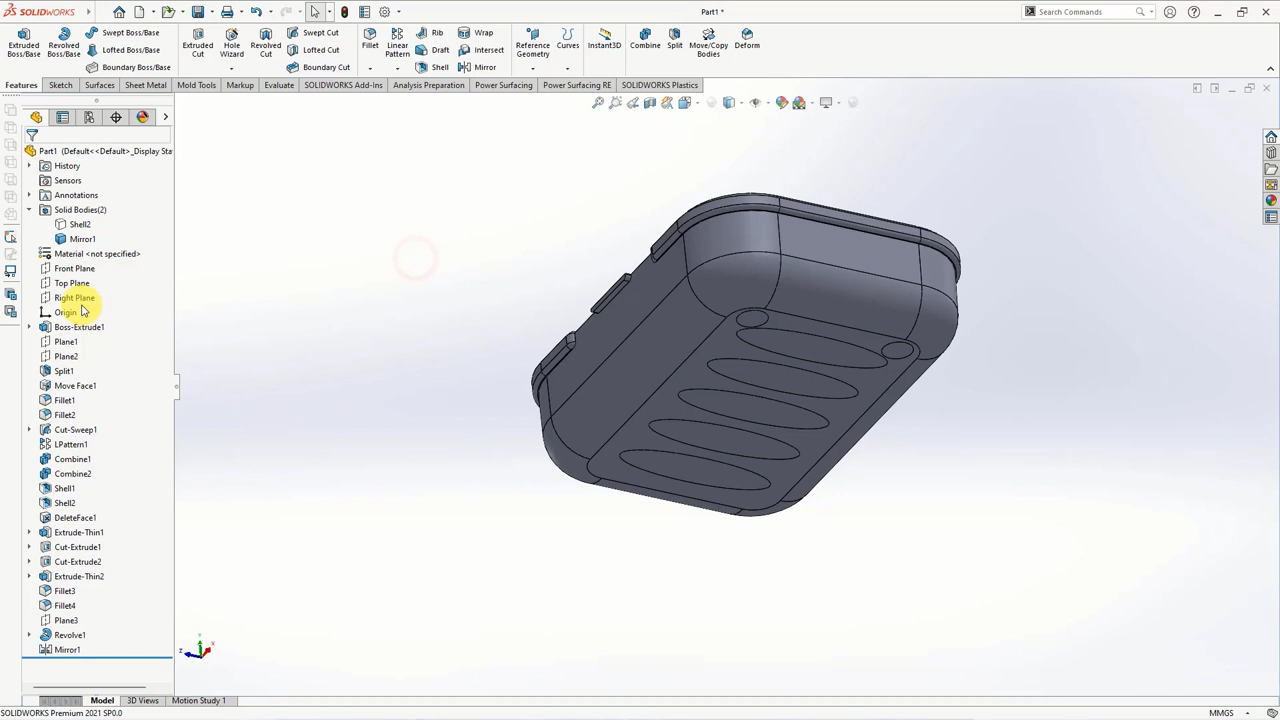 SOLIDWORKS
Part1 *
Search Commands
Extruded Boss/Base
Revolved Boss/Base
Swept Boss/Base
Lofted Boss/Base
Boundary Boss/Base
Extruded Cut
Hole Wizard
Revolved Cut
Swept Cut
Lofted Cut
Boundary Cut
Fillet
Linear Pattern
Rib
Draft
Shell
Wrap
Intersect
Mirror
Reference Geometry
Curves
Instant3D
Combine
Split
Move/Copy Bodies
Deform
Features
Sketch
Surfaces
Sheet Metal
Mold Tools
Markup
Evaluate
SOLIDWORKS Add-Ins
Analysis Preparation
Power Surfacing
Power Surfacing RE
SOLIDWORKS Plastics
Part1 (Default<<Default>_Display Sta
History
Sensors
Annotations
Solid Bodies(2)
Shell2
Mirror1
Material <not specified>
Front Plane
Top Plane
Right Plane
Origin
Boss-Extrude1
Plane1
Plane2
Split1
Move Face1
Fillet1
Fillet2
Cut-Sweep1
LPattern1
Combine1
Combine2
Shell1
Shell2
DeleteFace1
Extrude-Thin1
Cut-Extrude1
Cut-Extrude2
Extrude-Thin2
Fillet3
Fillet4
Plane3
Revolve1
Mirror1
Y
Z
X
Model
3D Views
Motion Study 1
SOLIDWORKS Premium 2021 SP0.0
MMGS